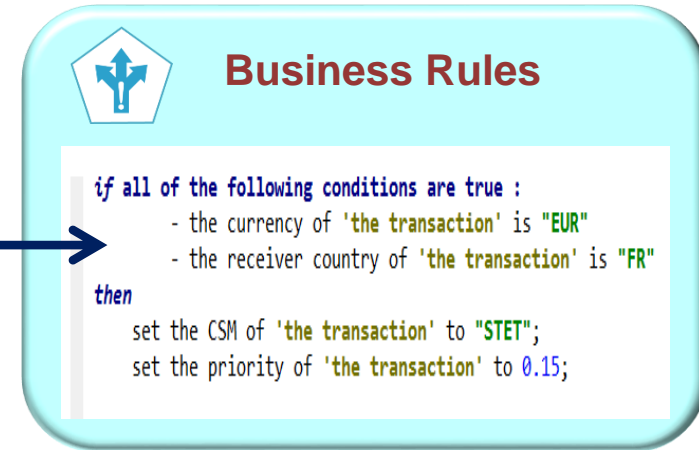 Business Rules
if all of the following conditions are true :
- the currency of 'the transaction' is "EUR"
- the receiver country of 'the transaction' is "FR"
then
set the CSM of 'the transaction' to "STET";
set the priority of 'the transaction' to 0.15;